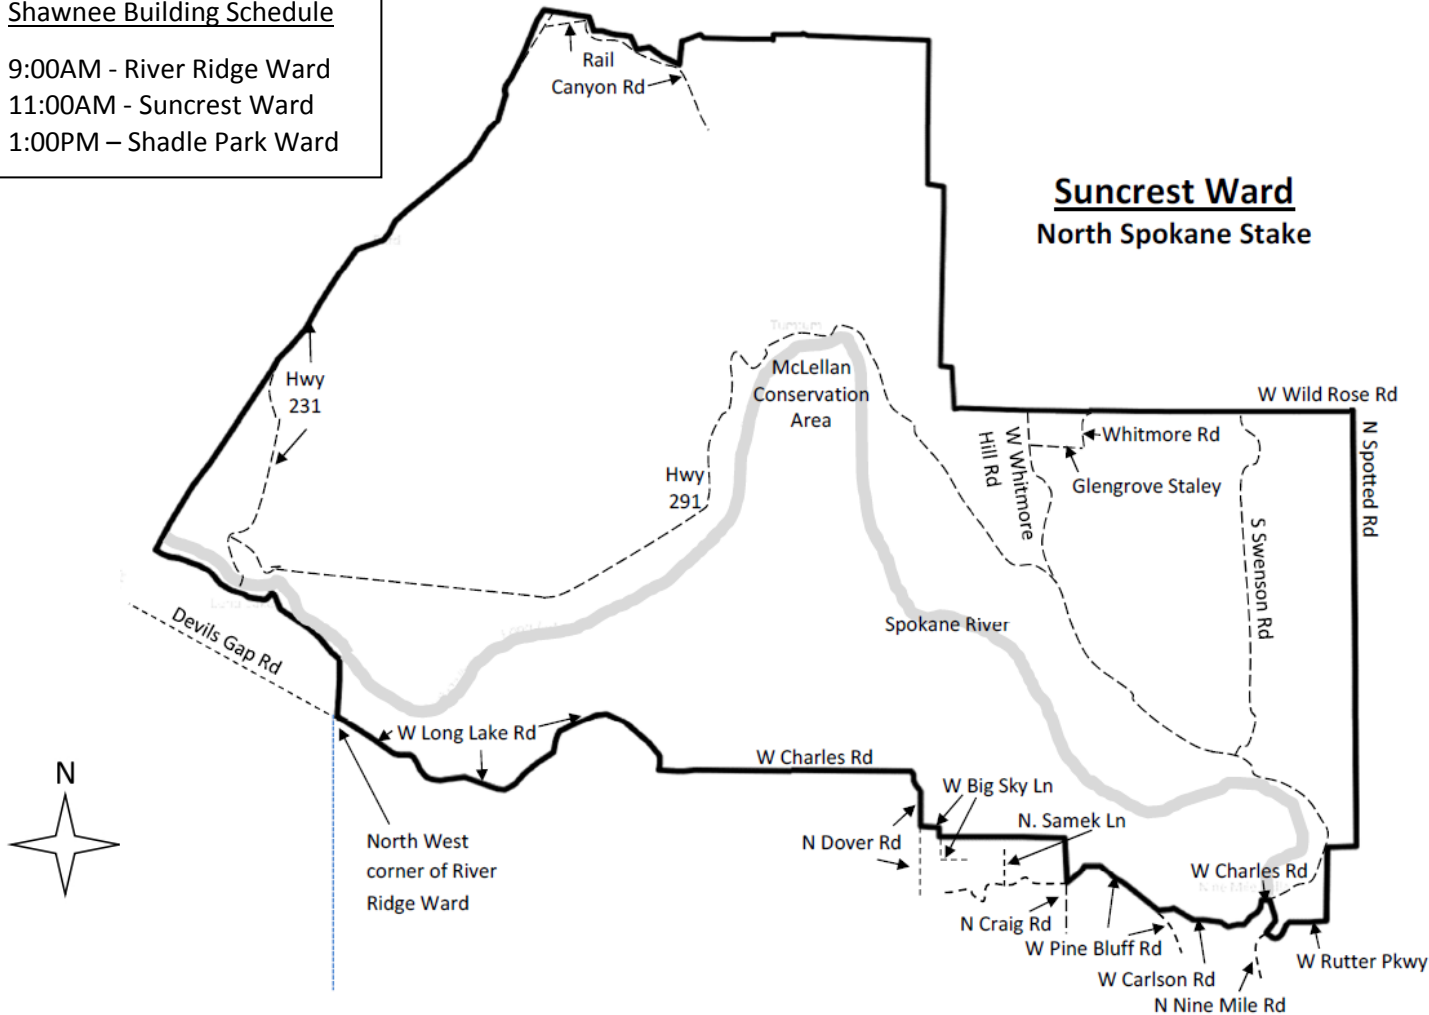 Shawnee Building Schedule
9:00AM - River Ridge Ward
11:00AM - Suncrest Ward
1:00PM – Shadle Park Ward
Suncrest Ward
North Spokane Stake
Rail
Canyon Rd
Hwy
231
McLellan
Conservation
Area
Hwy
291
W Wild Rose Rd
N Spotted Rd
Whitmore Rd
W Whitmore
Hill Rd
Glengrove Staley
S Swenson Rd
Spokane River
Devils Gap Rd
W Long Lake Rd
W Charles Rd
W Big Sky Ln
N. Samek Ln
N Dover Rd
N
North West
corner of River
Ridge Ward
W Charles Rd
N Craig Rd
W Pine Bluff Rd
W Carlson Rd
N Nine Mile Rd
W Rutter Pkwy